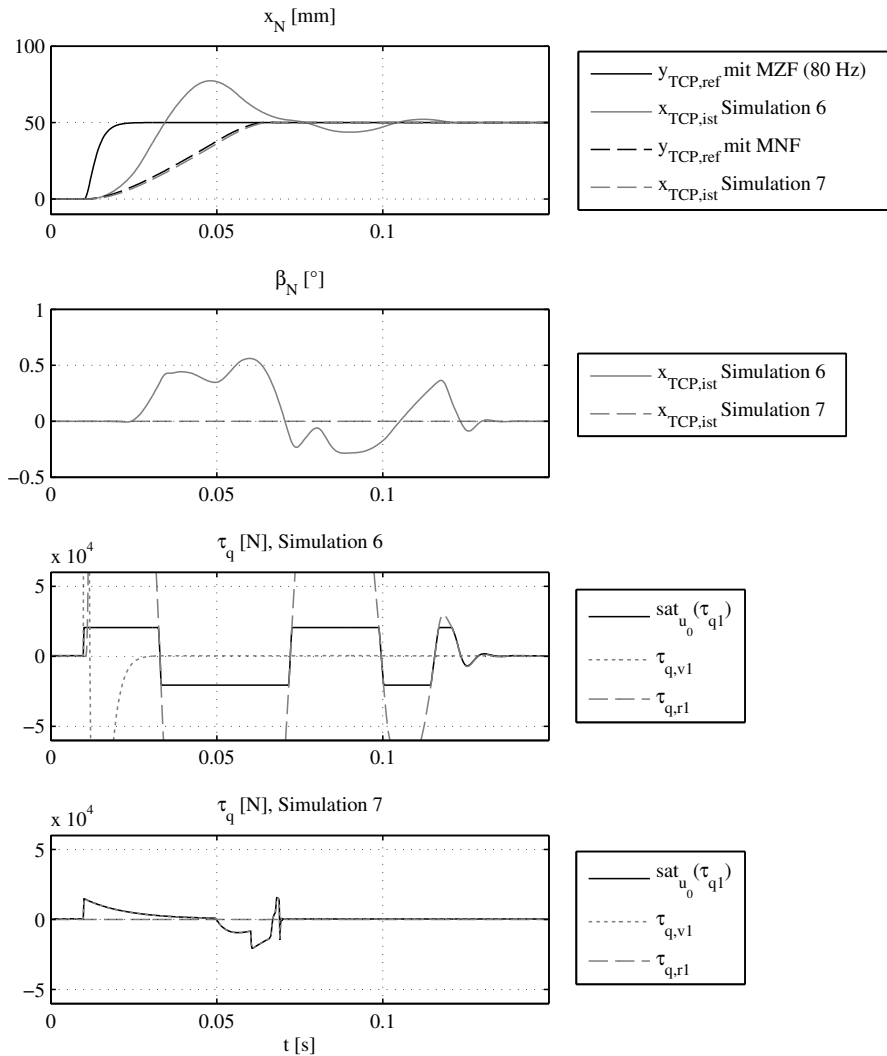 x_N [mm]
100
50
0
0
0.05
0.1
y_TCP,ref mit MZF (80 Hz)
x_TCP,ist Simulation 6
y_TCP,ref mit MNF
x_TCP,ist Simulation 7
β_N [°]
1
0.5
0
−0.5
0
0.05
0.1
x_TCP,ist Simulation 6
x_TCP,ist Simulation 7
τ_q [N], Simulation 6
x 10^4
5
0
−5
0
0.05
0.1
sat_u_0(τ_q1)
τ_q,v1
τ_q,r1
τ_q [N], Simulation 7
x 10^4
5
0
−5
0
0.05
0.1
t [s]
sat_u_0(τ_q1)
τ_q,v1
τ_q,r1